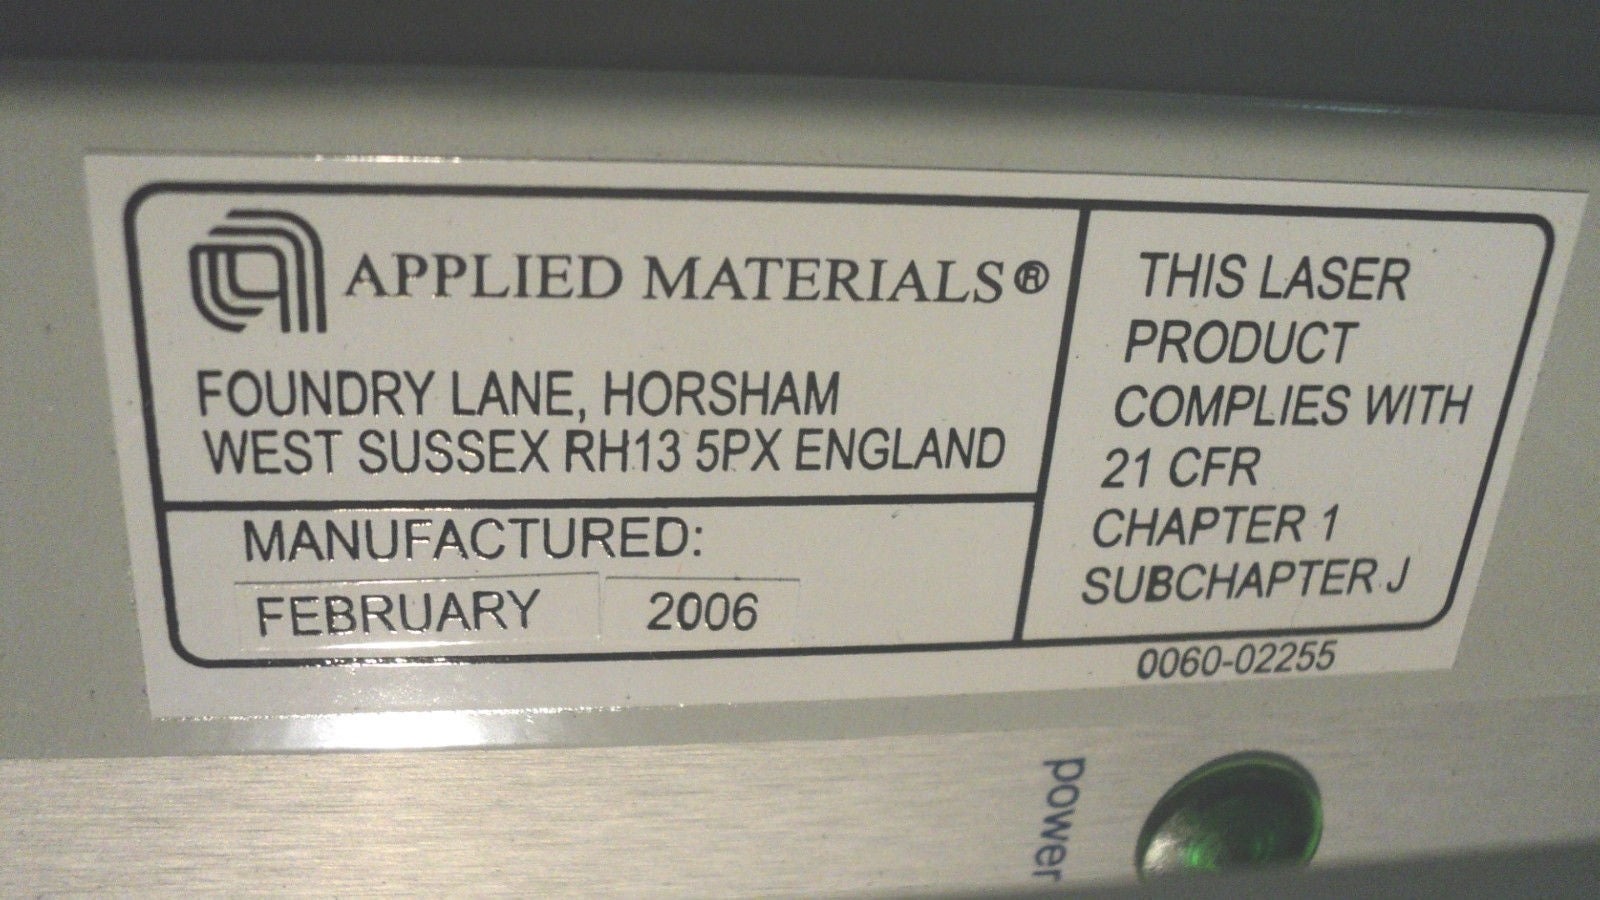 APPLIED MATERIALS®
FOUNDRY LANE, HORSHAM
WEST SUSSEX RH13 5PX ENGLAND
MANUFACTURED:
FEBRUARY 2006
THIS LASER
PRODUCT
COMPLIES WITH
21 CFR
CHAPTER 1
SUBCHAPTER J
0060-02255
power